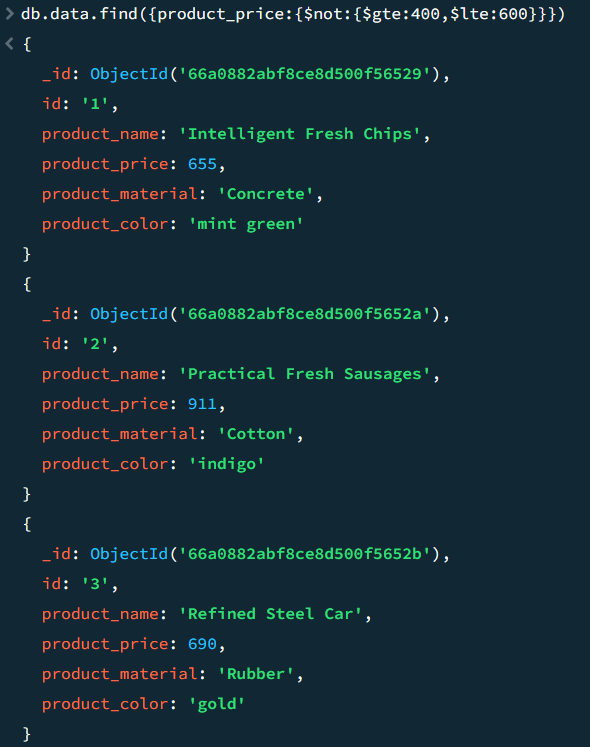 > db.data.find({product_price:{$not:{$gte:400,$lte:600}}})
< {
_id: ObjectId('66a0882abf8ce8d500f56529'),
id: '1',
product_name: 'Intelligent Fresh Chips',
product_price: 655,
product_material: 'Concrete',
product_color: 'mint green'
}
{
_id: ObjectId('66a0882abf8ce8d500f5652a'),
id: '2',
product_name: 'Practical Fresh Sausages',
product_price: 911,
product_material: 'Cotton',
product_color: 'indigo'
}
{
_id: ObjectId('66a0882abf8ce8d500f5652b'),
id: '3',
product_name: 'Refined Steel Car',
product_price: 690,
product_material: 'Rubber',
product_color: 'gold'
}